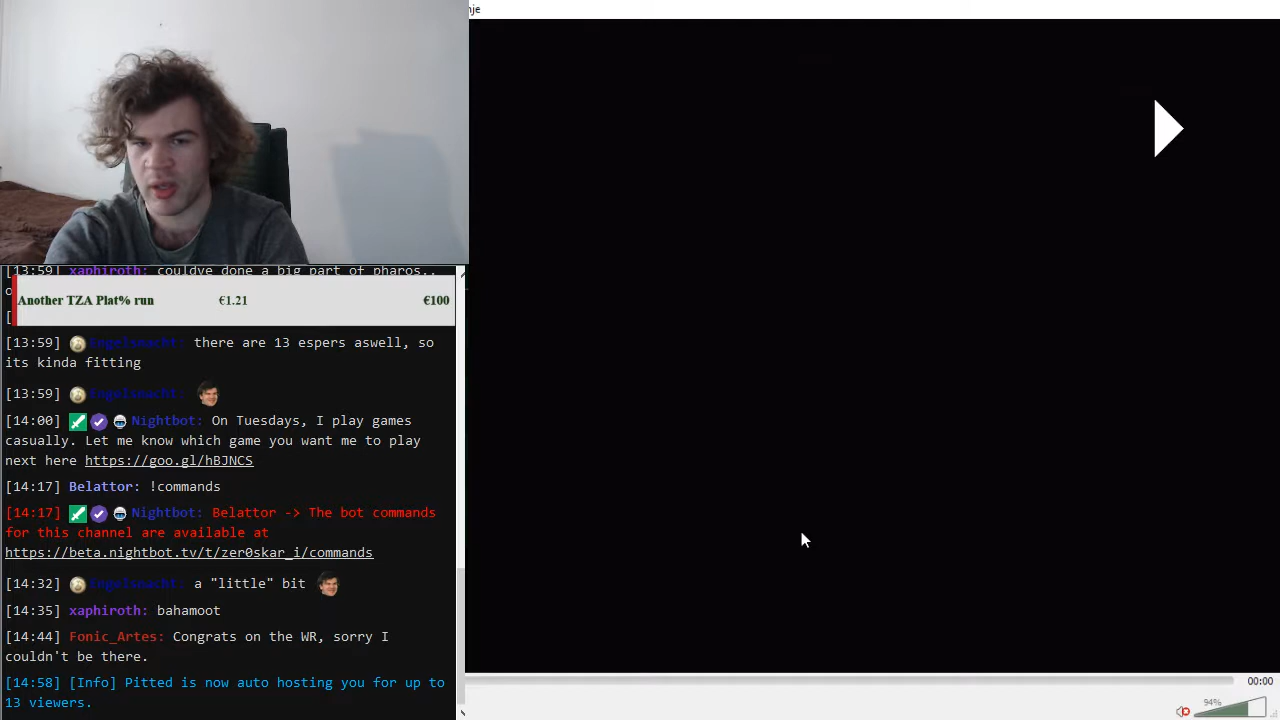 nje
[13:59] xaphiroth: couldve done a big part of pharos..
Another TZA Plat% run €1.21 €100
[13:59] Engelsnacht: there are 13 espers aswell, so
its kinda fitting
[13:59] Engelsnacht:
[14:00] Nightbot: On Tuesdays, I play games
casually. Let me know which game you want me to play
next here https://goo.gl/hBJNCS
[14:17] Belattor: !commands
[14:17] Nightbot: Belattor -> The bot commands
for this channel are available at
https://beta.nightbot.tv/t/zer0skar_i/commands
[14:32] Engelsnacht: a "little" bit
[14:35] xaphiroth: bahamoot
[14:44] Fonic_Artes: Congrats on the WR, sorry I
couldn't be there.
[14:58] [Info] Pitted is now auto hosting you for up to
13 viewers.
00:00
94%